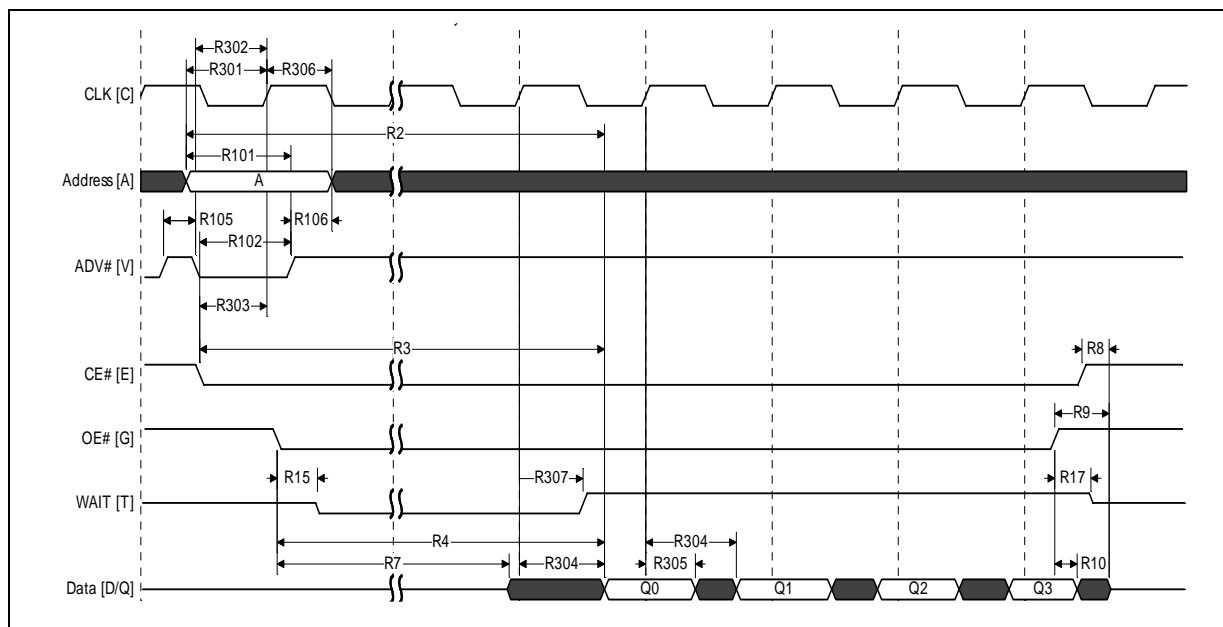 R302
R301 R306
CLK [C]
R2
R101
Address [A]
A
R105 R106
R102
ADV# [V]
R303
R3
R8
CE# [E]
R9
OE# [G]
R15 R307 R17
WAIT [T]
R4 R304
R7 R304 R305 R10
Data [D/Q] Q0 Q1 Q2 Q3